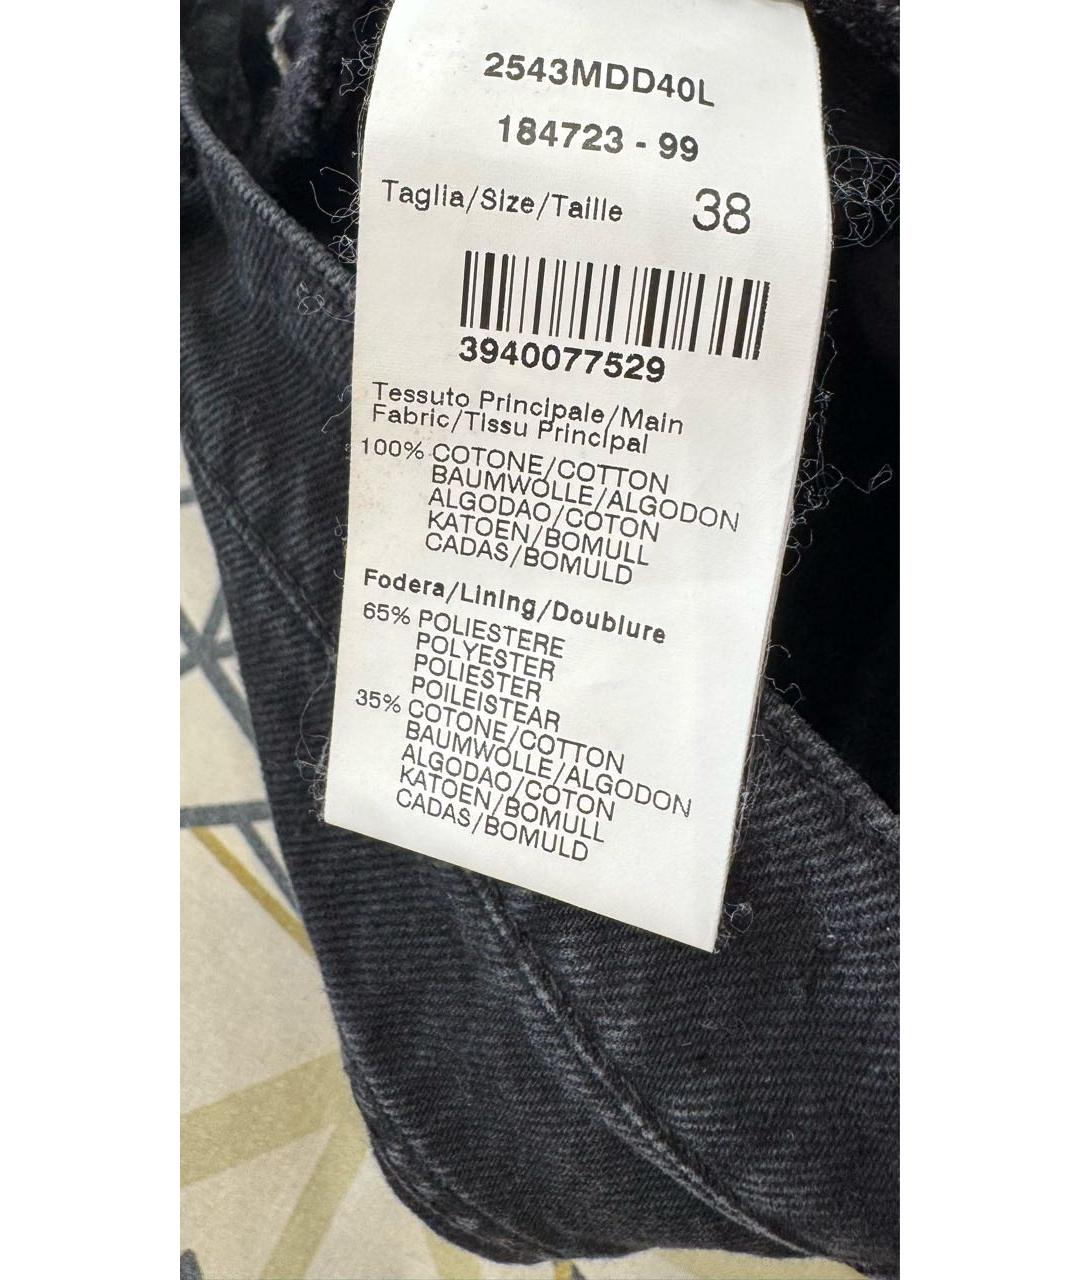 2543MDD40L
184723 - 99
Taglia/Size/Taille 38
3940077529
Tessuto Principale/Main
Fabric/Tissu Principal
100% COTONE/COTTON
BAUMWOLLE/ALGODON
ALGODAO/COTON
KATOEN/BOMULL
CADAS/BOMULD
Fodera/Lining/Doublure
65% POLIESTERE
POLYESTER
POLIESTER
POILEISTEAR
35% COTONE/COTTON
BAUMWOLLE/ALGODON
ALGODAO/COTON
KATOEN/BOMULL
CADAS/BOMULD